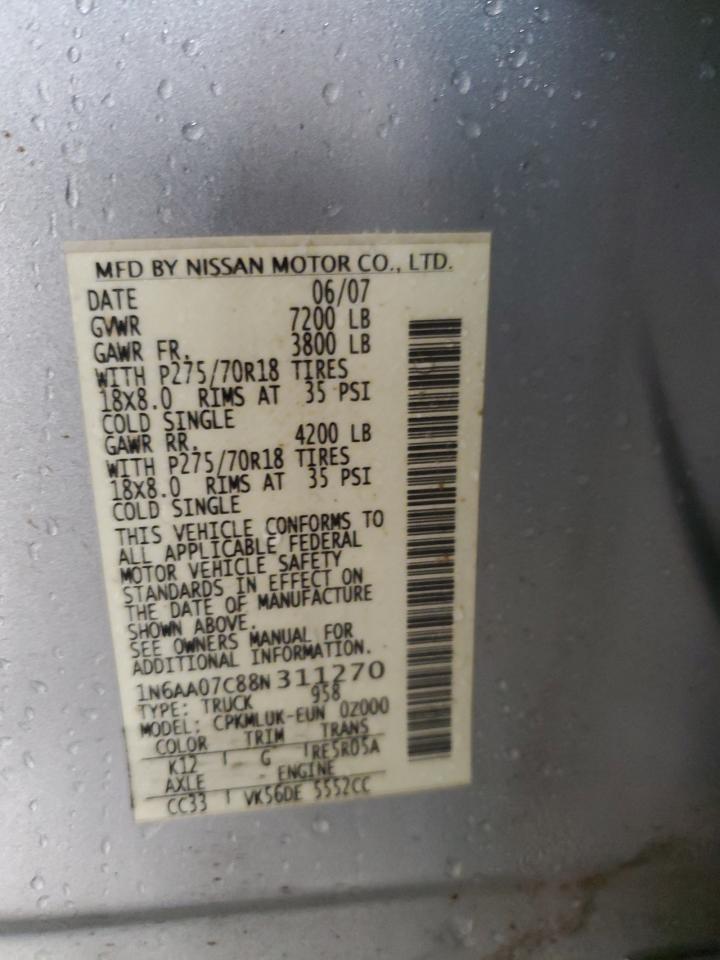 MFD BY NISSAN MOTOR CO., LTD.
DATE 06/07
GVWR 7200 LB
GAWR FR. 3800 LB
WITH P275/70R18 TIRES
18X8.0 RIMS AT 35 PSI
COLD SINGLE
GAWR RR. 4200 LB
WITH P275/70R18 TIRES
18X8.0 RIMS AT 35 PSI
COLD SINGLE
THIS VEHICLE CONFORMS TO
ALL APPLICABLE FEDERAL
MOTOR VEHICLE SAFETY
STANDARDS IN EFFECT ON
THE DATE OF MANUFACTURE
SHOWN ABOVE.
SEE OWNERS MANUAL FOR
ADDITIONAL INFORMATION.
1N6AA07C88N311270
TYPE: TRUCK 958
MODEL: CPKMLUK-EUN 0Z000
COLOR TRIM TRANS
K12 G RE5R05A
AXLE ENGINE
CC33 VK56DE 5552CC